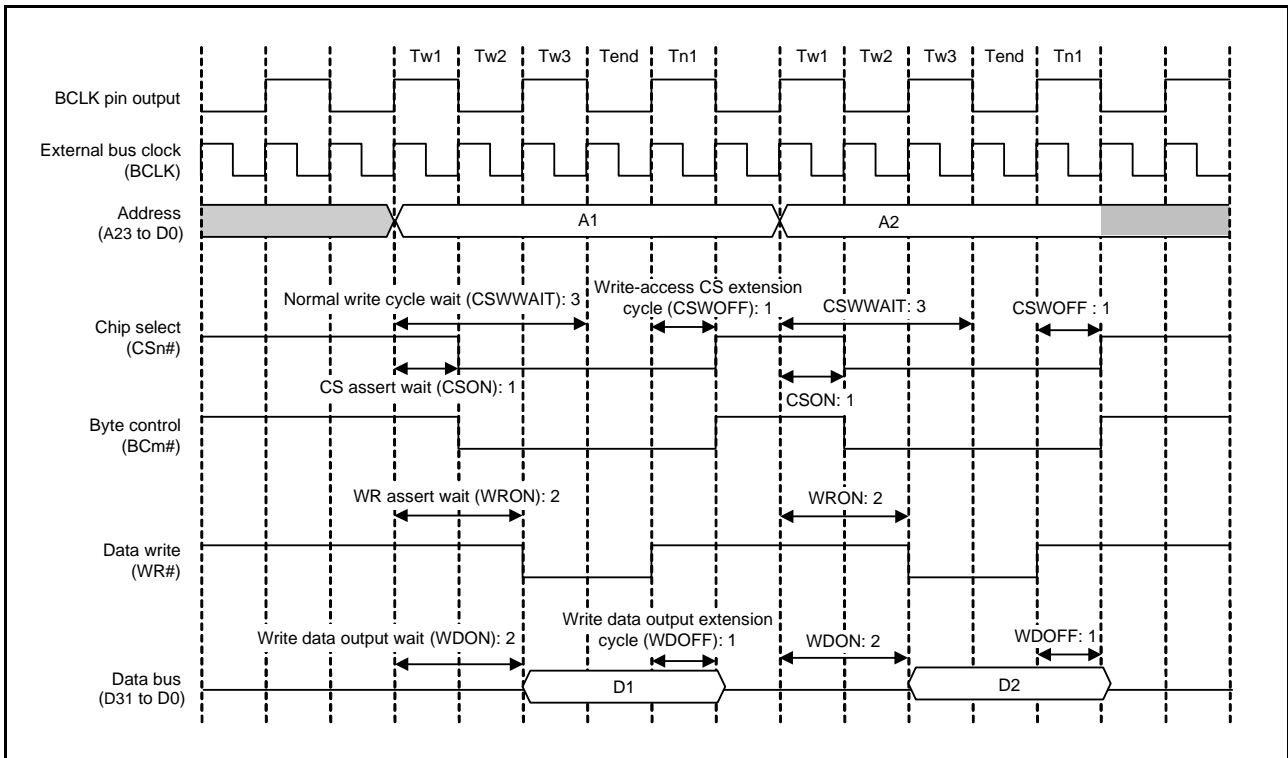 Tw1 Tw2 Tw3 Tend Tn1 Tw1 Tw2 Tw3 Tend Tn1
BCLK pin output
External bus clock
(BCLK)
Address
(A23 to D0)
A1 A2
Normal write cycle wait (CSWWAIT): 3
Write-access CS extension
cycle (CSWOFF): 1
CSWWAIT: 3
CSWOFF : 1
Chip select
(CSn#)
CS assert wait (CSON): 1
CSON: 1
Byte control
(BCm#)
WR assert wait (WRON): 2
WRON: 2
Data write
(WR#)
Write data output wait (WDON): 2
Write data output extension
cycle (WDOFF): 1
WDON: 2
WDOFF: 1
Data bus
(D31 to D0)
D1 D2